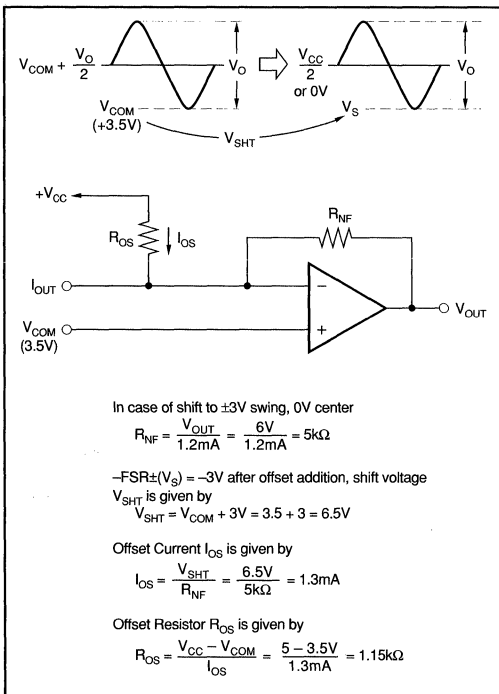 V_COM + V_O/2
V_O
V_CC/2
or 0V
V_O
V_COM
(+3.5V)
V_S
V_SHT
+V_CC
R_OS
I_OS
R_NF
I_OUT
−
V_COM
(3.5V)
+
V_OUT
In case of shift to ±3V swing, 0V center
R_NF = V_OUT/1.2mA = 6V/1.2mA = 5kΩ
–FSR±(V_S) = –3V after offset addition, shift voltage
V_SHT is given by
V_SHT = V_COM + 3V = 3.5 + 3 = 6.5V
Offset Current I_OS is given by
I_OS = V_SHT/R_NF = 6.5V/5kΩ = 1.3mA
Offset Resistor R_OS is given by
R_OS = V_CC – V_COM/I_OS = 5 – 3.5V/1.3mA = 1.15kΩ